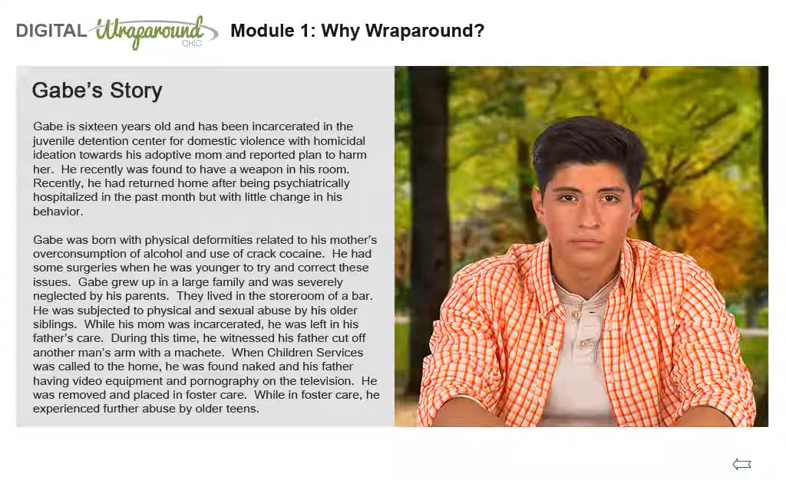 DIGITAL Wraparound OHIO Module 1: Why Wraparound?
Gabe's Story
Gabe is sixteen years old and has been incarcerated in the
juvenile detention center for domestic violence with homicidal
ideation towards his adoptive mom and reported plan to harm
her.  He recently was found to have a weapon in his room.
Recently, he had returned home after being psychiatrically
hospitalized in the past month but with little change in his
behavior.
Gabe was born with physical deformities related to his mother's
overconsumption of alcohol and use of crack cocaine.  He had
some surgeries when he was younger to try and correct these
issues.  Gabe grew up in a large family and was severely
neglected by his parents.  They lived in the storeroom of a bar.
He was subjected to physical and sexual abuse by his older
siblings.  While his mom was incarcerated, he was left in his
father's care.  During this time, he witnessed his father cut off
another man's arm with a machete.  When Children Services
was called to the home, he was found naked and his father
having video equipment and pornography on the television.  He
was removed and placed in foster care.  While in foster care, he
experienced further abuse by older teens.